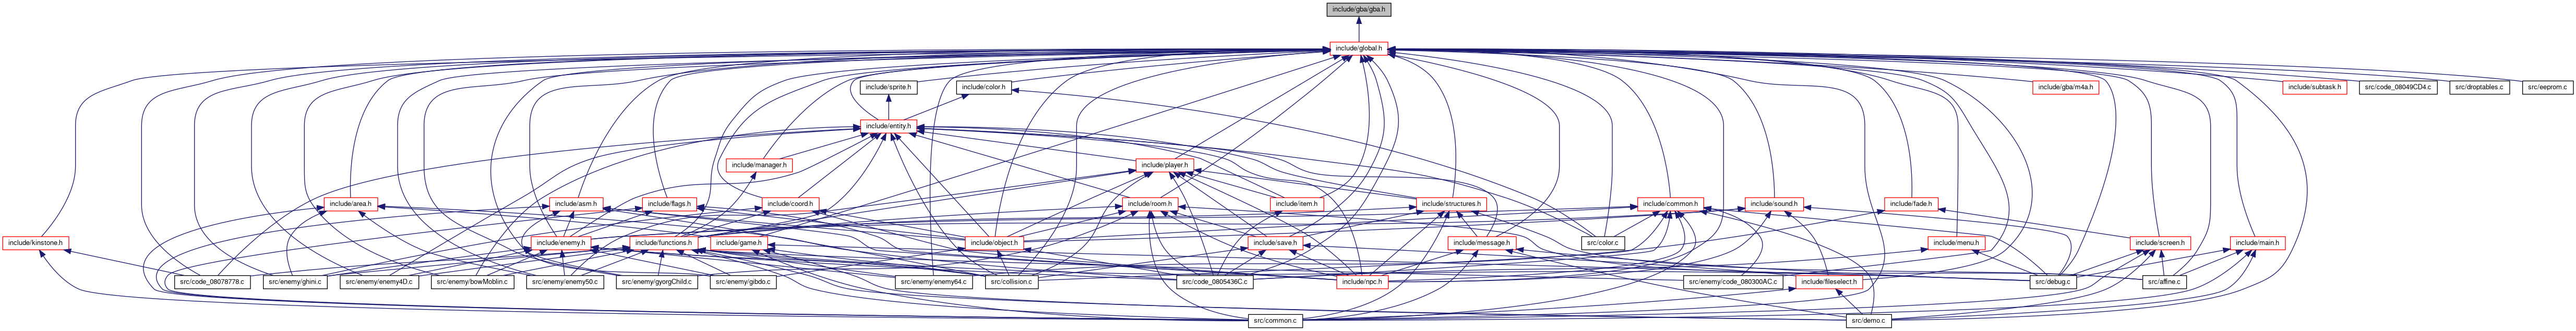 include/gba/gba.h
include/global.h
include/sprite.h
include/color.h
include/gba/m4a.h
include/subtask.h
src/code_08049CD4.c
src/droptables.c
src/eeprom.c
include/entity.h
include/manager.h
include/player.h
include/area.h
include/asm.h
include/flags.h
include/coord.h
include/room.h
include/item.h
include/structures.h
include/common.h
include/sound.h
include/fade.h
include/kinstone.h
include/enemy.h
include/functions.h
include/game.h
include/object.h
include/save.h
include/message.h
src/color.c
include/menu.h
include/screen.h
include/main.h
src/code_08078778.c
src/enemy/ghini.c
src/enemy/enemy4D.c
src/enemy/bowMoblin.c
src/enemy/enemy50.c
src/enemy/gyorgChild.c
src/enemy/gibdo.c
src/enemy/enemy64.c
src/collision.c
src/code_0805436C.c
include/npc.h
src/enemy/code_080300AC.c
include/fileselect.h
src/debug.c
src/affine.c
src/common.c
src/demo.c